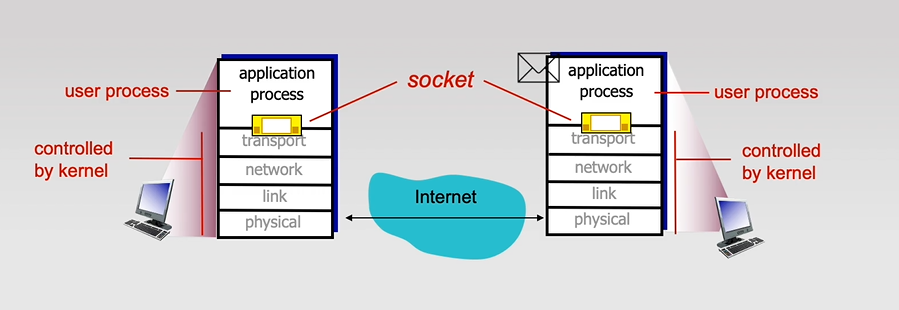 application
process
user process
socket
application
process
user process
controlled
by kernel
transport
network
link
physical
Internet
transport
network
link
physical
controlled
by kernel